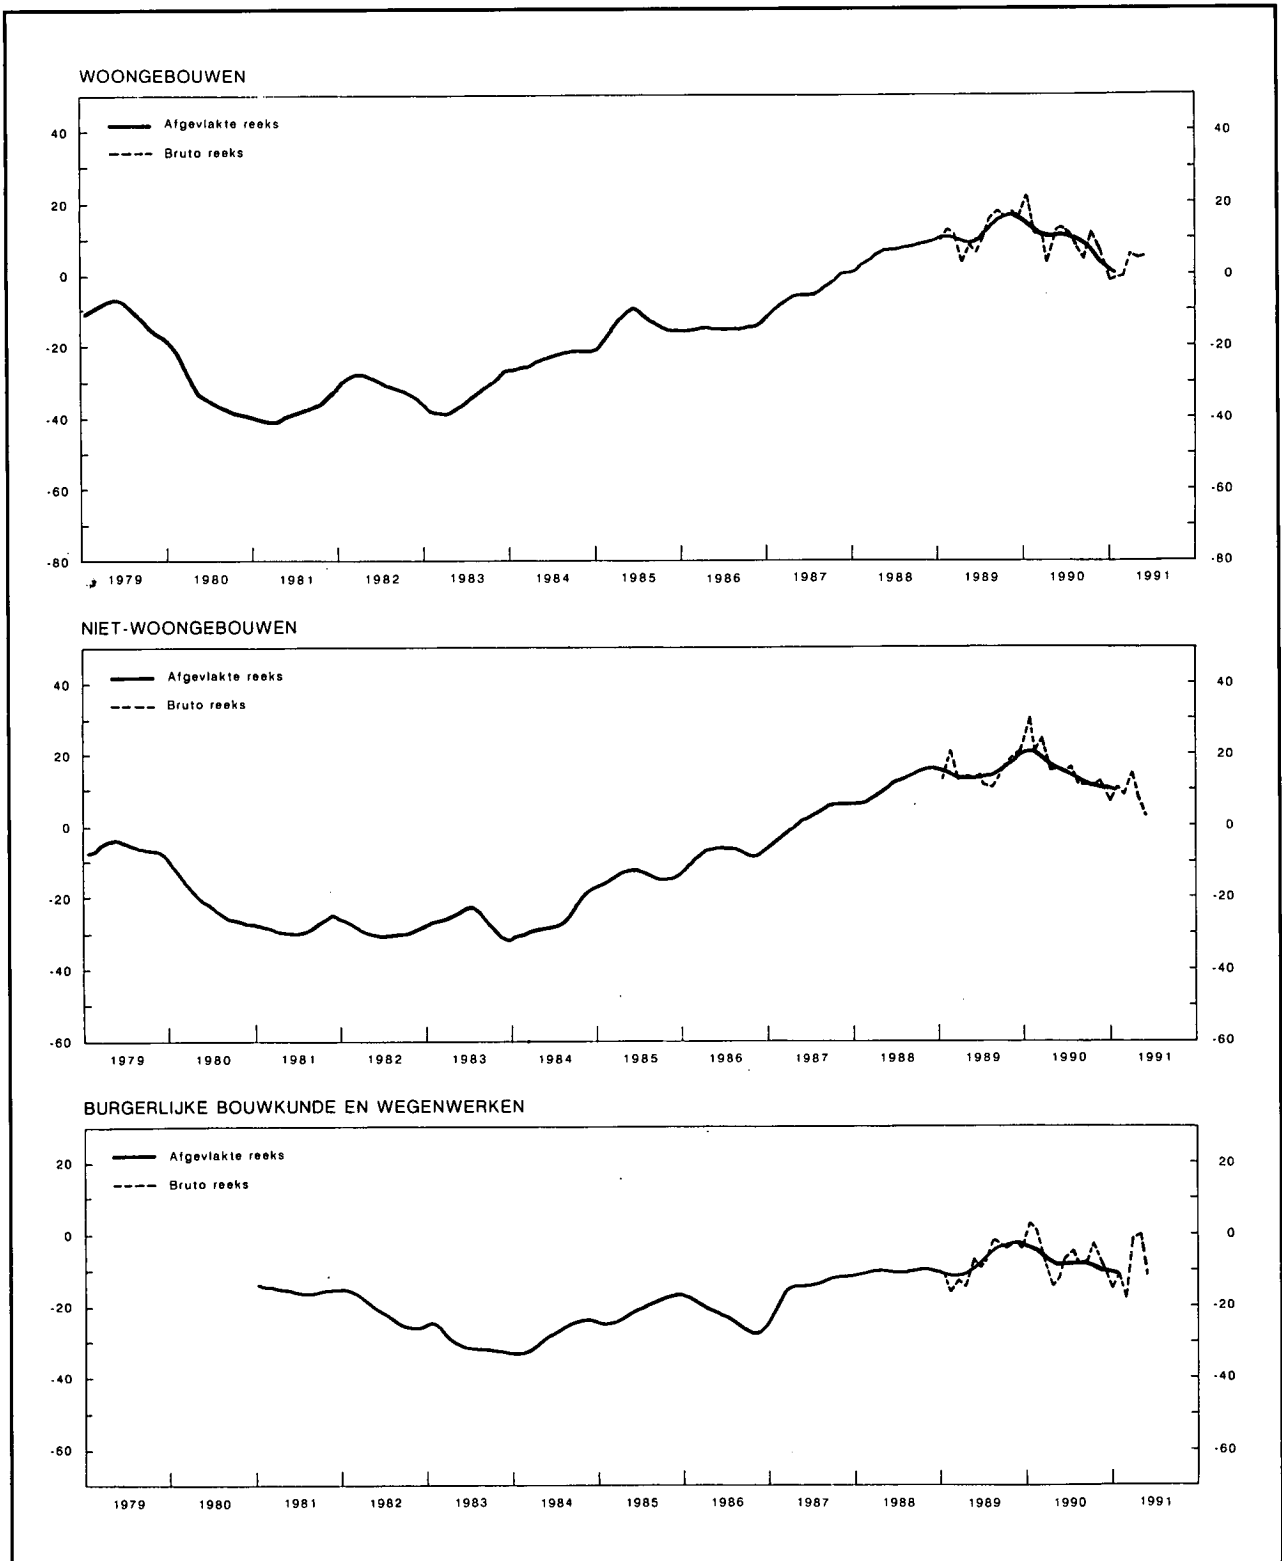 WOONGEBOUWEN
Afgevlakte reeks
Bruto reeks
40 40
20 20
0 0
-20 -20
-40 -40
-60 -60
-80 -80
1979 1980 1981 1982 1983 1984 1985 1986 1987 1988 1989 1990 1991
NIET-WOONGEBOUWEN
Afgevlakte reeks
Bruto reeks
40 40
20 20
0 0
-20 -20
-40 -40
-60 -60
1979 1980 1981 1982 1983 1984 1985 1986 1987 1988 1989 1990 1991
BURGERLIJKE BOUWKUNDE EN WEGENWERKEN
Afgevlakte reeks
Bruto reeks
20 20
0 0
-20 -20
-40 -40
-60 -60
1979 1980 1981 1982 1983 1984 1985 1986 1987 1988 1989 1990 1991